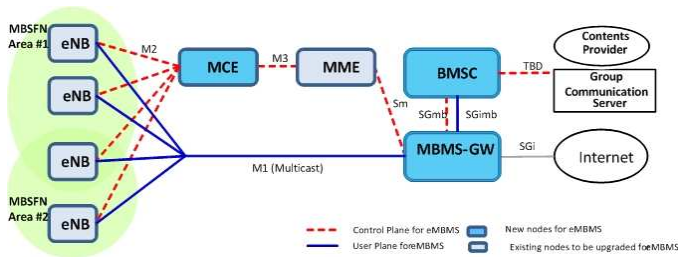 MBSFN
Area #1
eNB
M2
MCE
M3
MME
BMSC
TBD
Contents
Provider
Group
Communication
Server
eNB
Sm
SGmb
SGimb
eNB
M1 (Multicast)
MBMS-GW
SGi
Internet
MBSFN
Area #2
eNB
Control Plane for eMBMS
New nodes for eMBMS
User Plane foreMBMS
Existing nodes to be upgraded foreMBMS